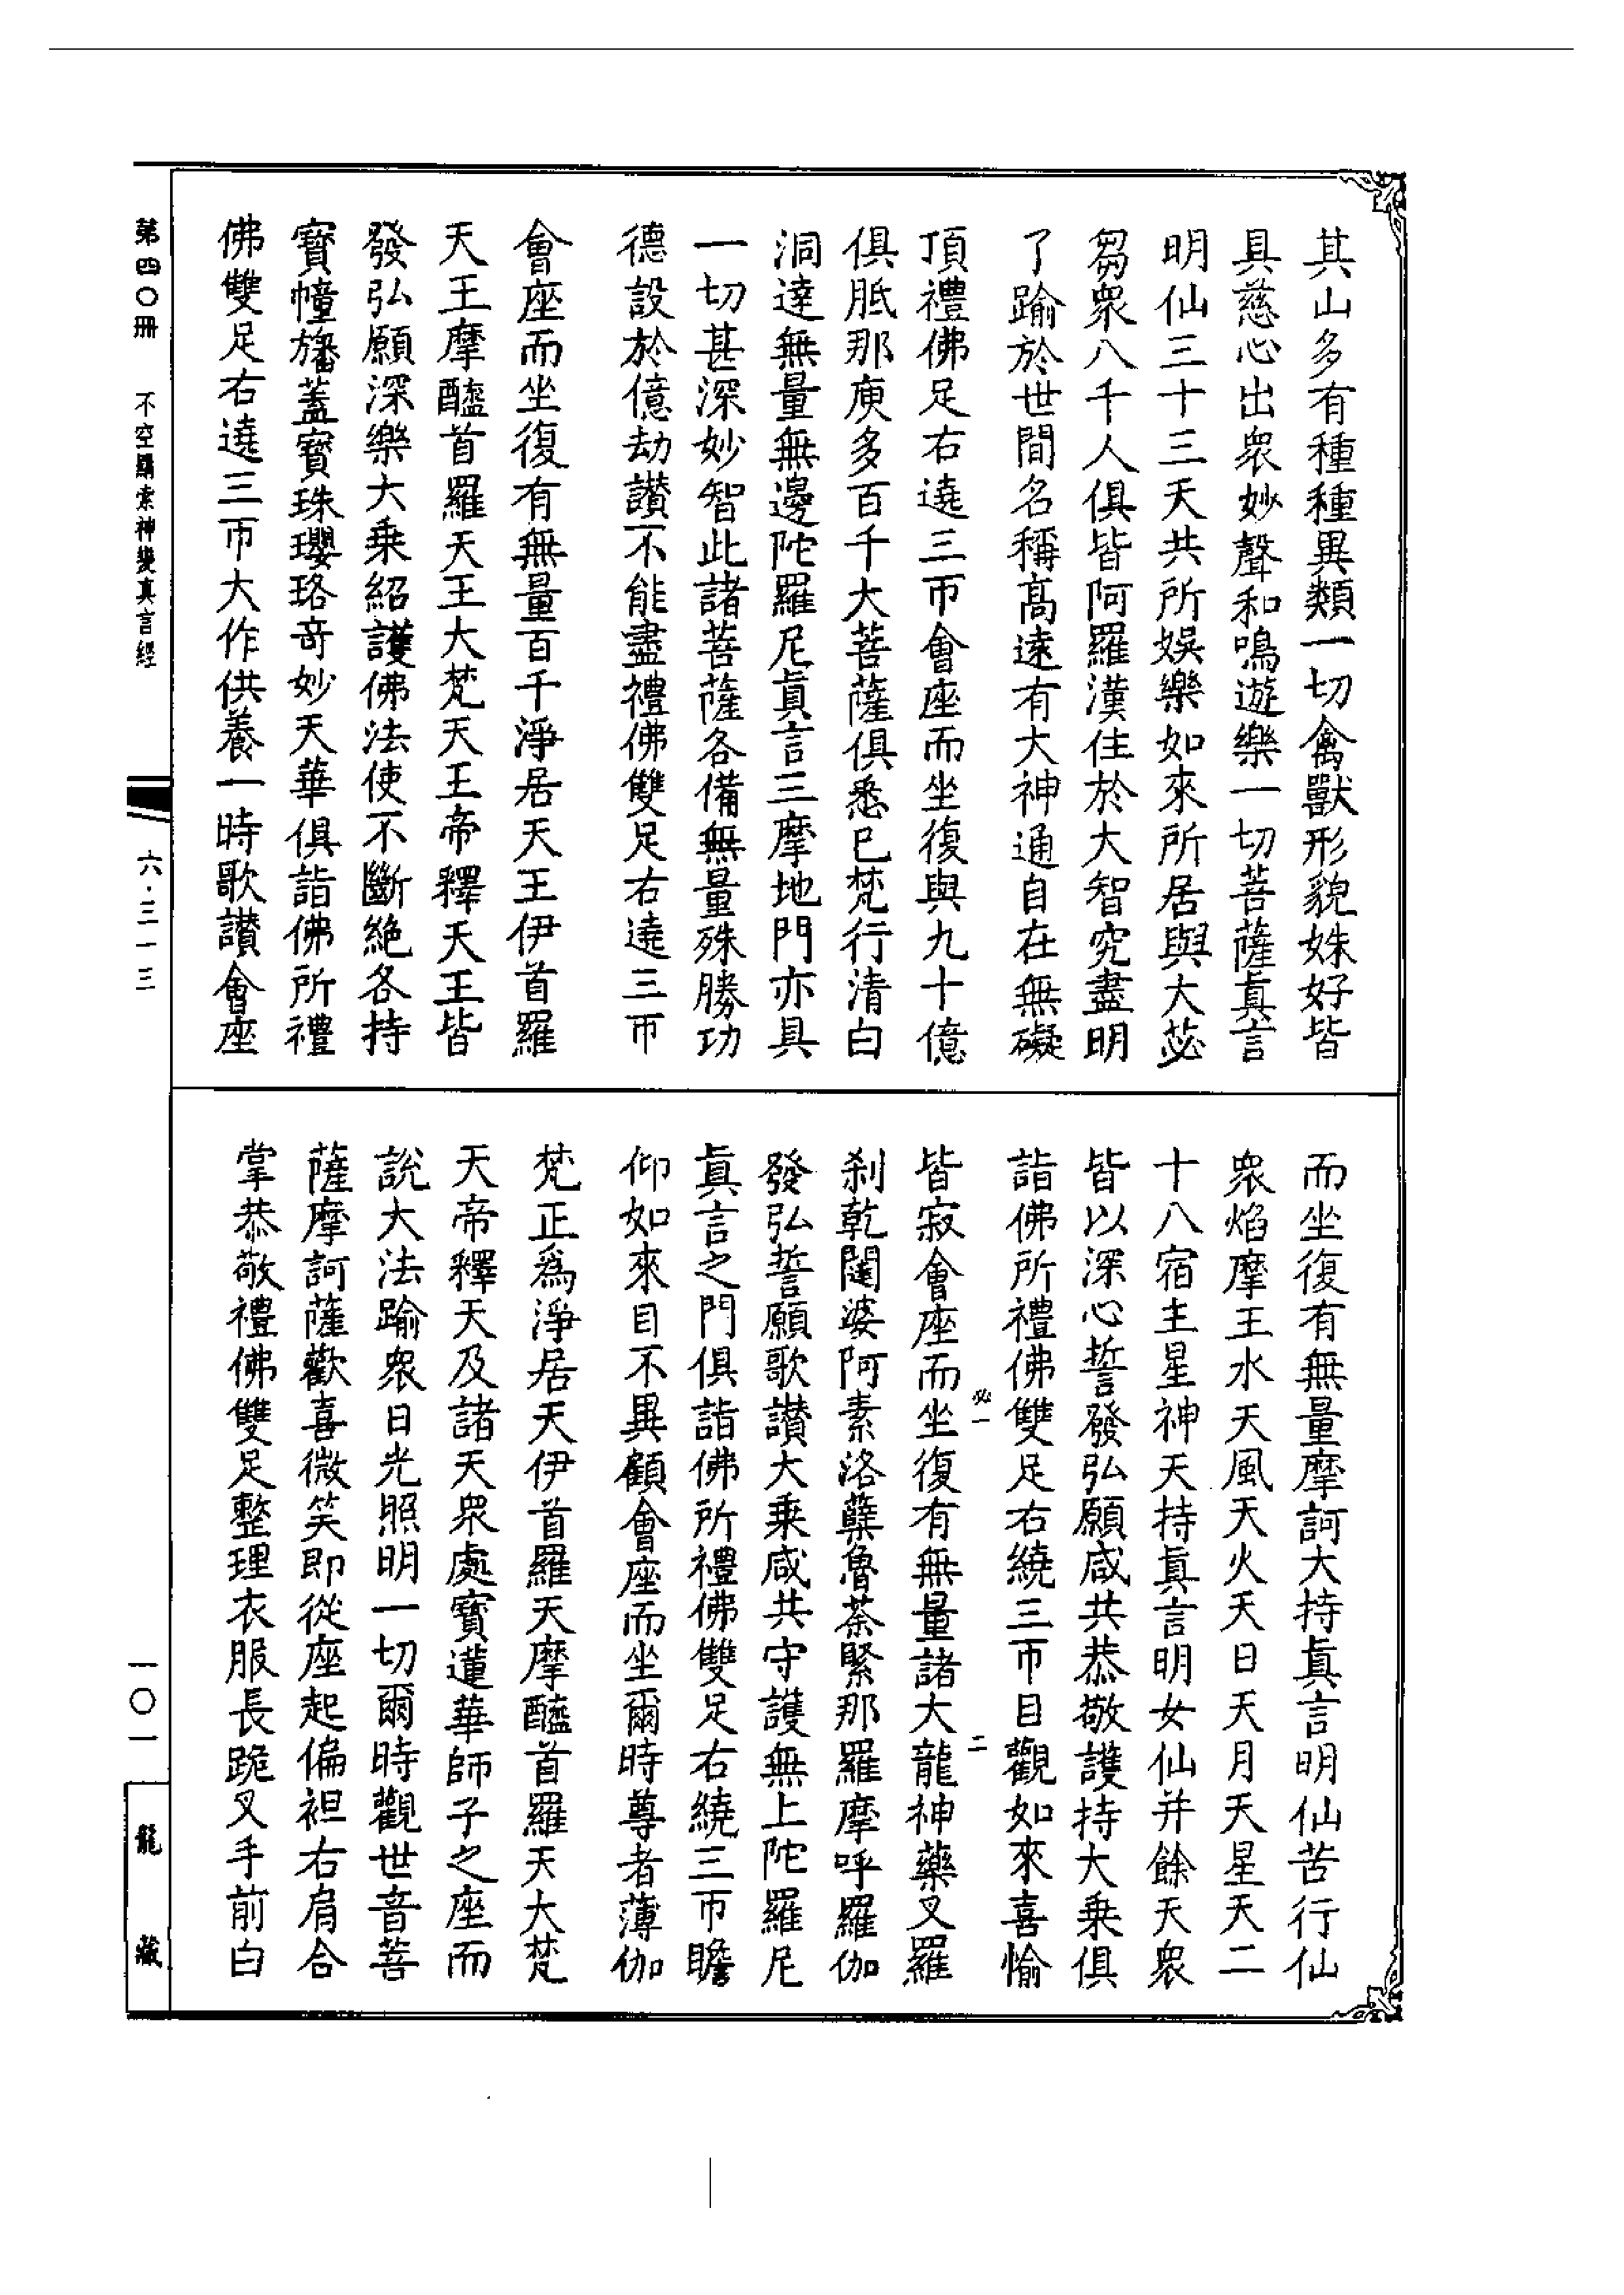 其山多有種種異類一切禽獸形貌姝好皆
具慈心出衆妙聲和鳴遊樂一切菩薩眞言
明仙三十三天共所娛樂如來所居與大苾
芻衆八千人俱皆阿羅漢住於大智究盡明
了踰於世間名稱高遠有大神通自在無礙
頂禮佛足右遶三帀會座而坐復與九十億
俱胝那庾多百千大菩薩俱悉已梵行清白
洞達無量無邊陀羅尼眞言三摩地門亦具
一切甚深妙智此諸菩薩各備無量殊勝功
德設於億劫讃不能盡禮佛雙足右遶三帀
會座而坐復有無量百千淨居天王伊首羅
天王摩醯首羅天王大梵天王帝釋天王皆
發弘願深樂大乗紹護佛法使不斷絶各持
寳幢旛蓋寳珠瓔珞奇妙天華俱詣佛所禮
佛雙足右遶三帀大作供養一時歌讃會座
而坐復有無量摩訶大持眞言明仙苦行仙
衆焰摩王水天風天火天日天月天星天二
十八宿主星神天持眞言明女仙并餘天衆
皆以深心誓發弘願咸共恭敬護持大乗俱
詣佛所禮佛雙足右繞三帀目觀如來喜愉
必一 二
皆寂會座而坐復有無量諸大龍神藥叉羅
刹乾闥婆阿素洛蘖魯荼緊那羅摩呼羅伽
發弘誓願歌讃大乗咸共守護無上陀羅尼
眞言之門俱詣佛所禮佛雙足右繞三帀瞻
仰如來目不異顧會座而坐爾時尊者薄伽
梵正爲淨居天伊首羅天摩醯首羅天大梵
天帝釋天及諸天衆處寳蓮華師子之座而
說大法踰衆日光照明一切爾時觀世音菩
薩摩訶薩歡喜微笑即從座起偏袒右肩合
掌恭敬禮佛雙足整理衣服長跪叉手前白
第四〇冊 不空羂索神變真言經 六·三一三
一〇一
龍藏